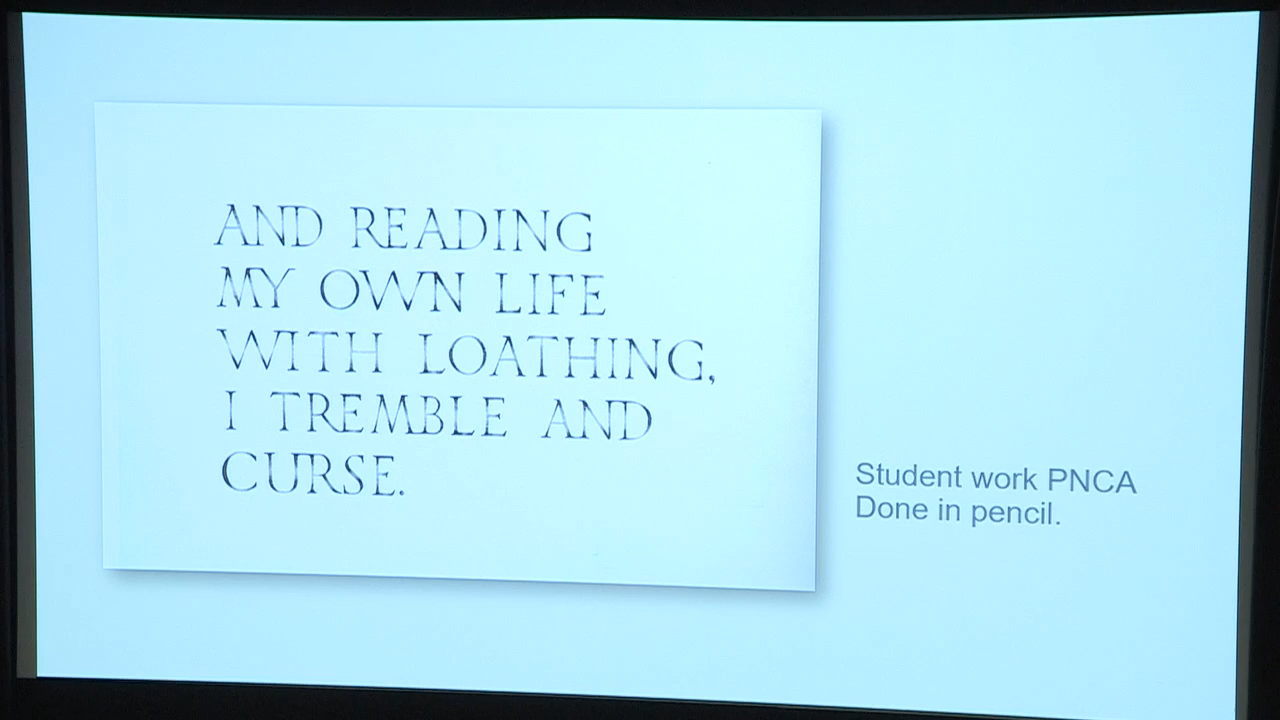 AND READING
MY OWN LIFE
WITH LOATHING,
I TREMBLE AND
CURSE.
Student work PNCA
Done in pencil.